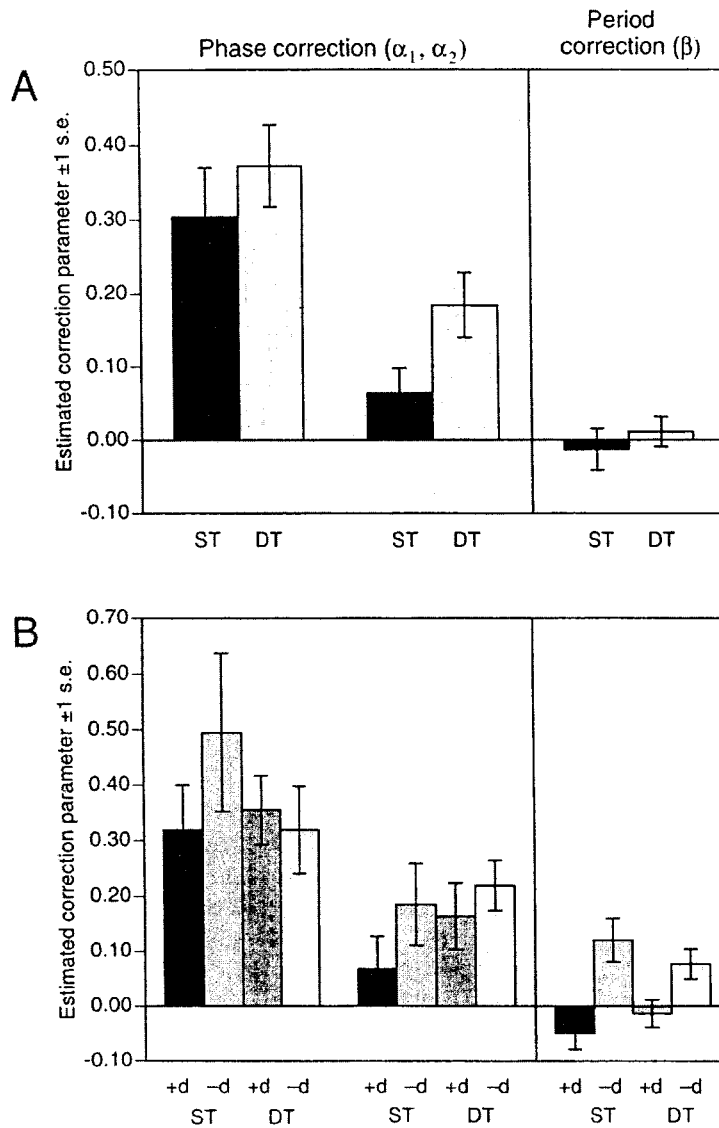 Phase correction (α₁, α₂)
Period correction (β)
A
Estimated correction parameter ±1 s.e.
0.50
0.40
0.30
0.20
0.10
0.00
-0.10
ST DT ST DT ST DT
B
Estimated correction parameter ±1 s.e.
0.70
0.60
0.50
0.40
0.30
0.20
0.10
0.00
-0.10
+d –d +d –d +d –d +d –d +d –d +d –d
ST DT ST DT ST DT